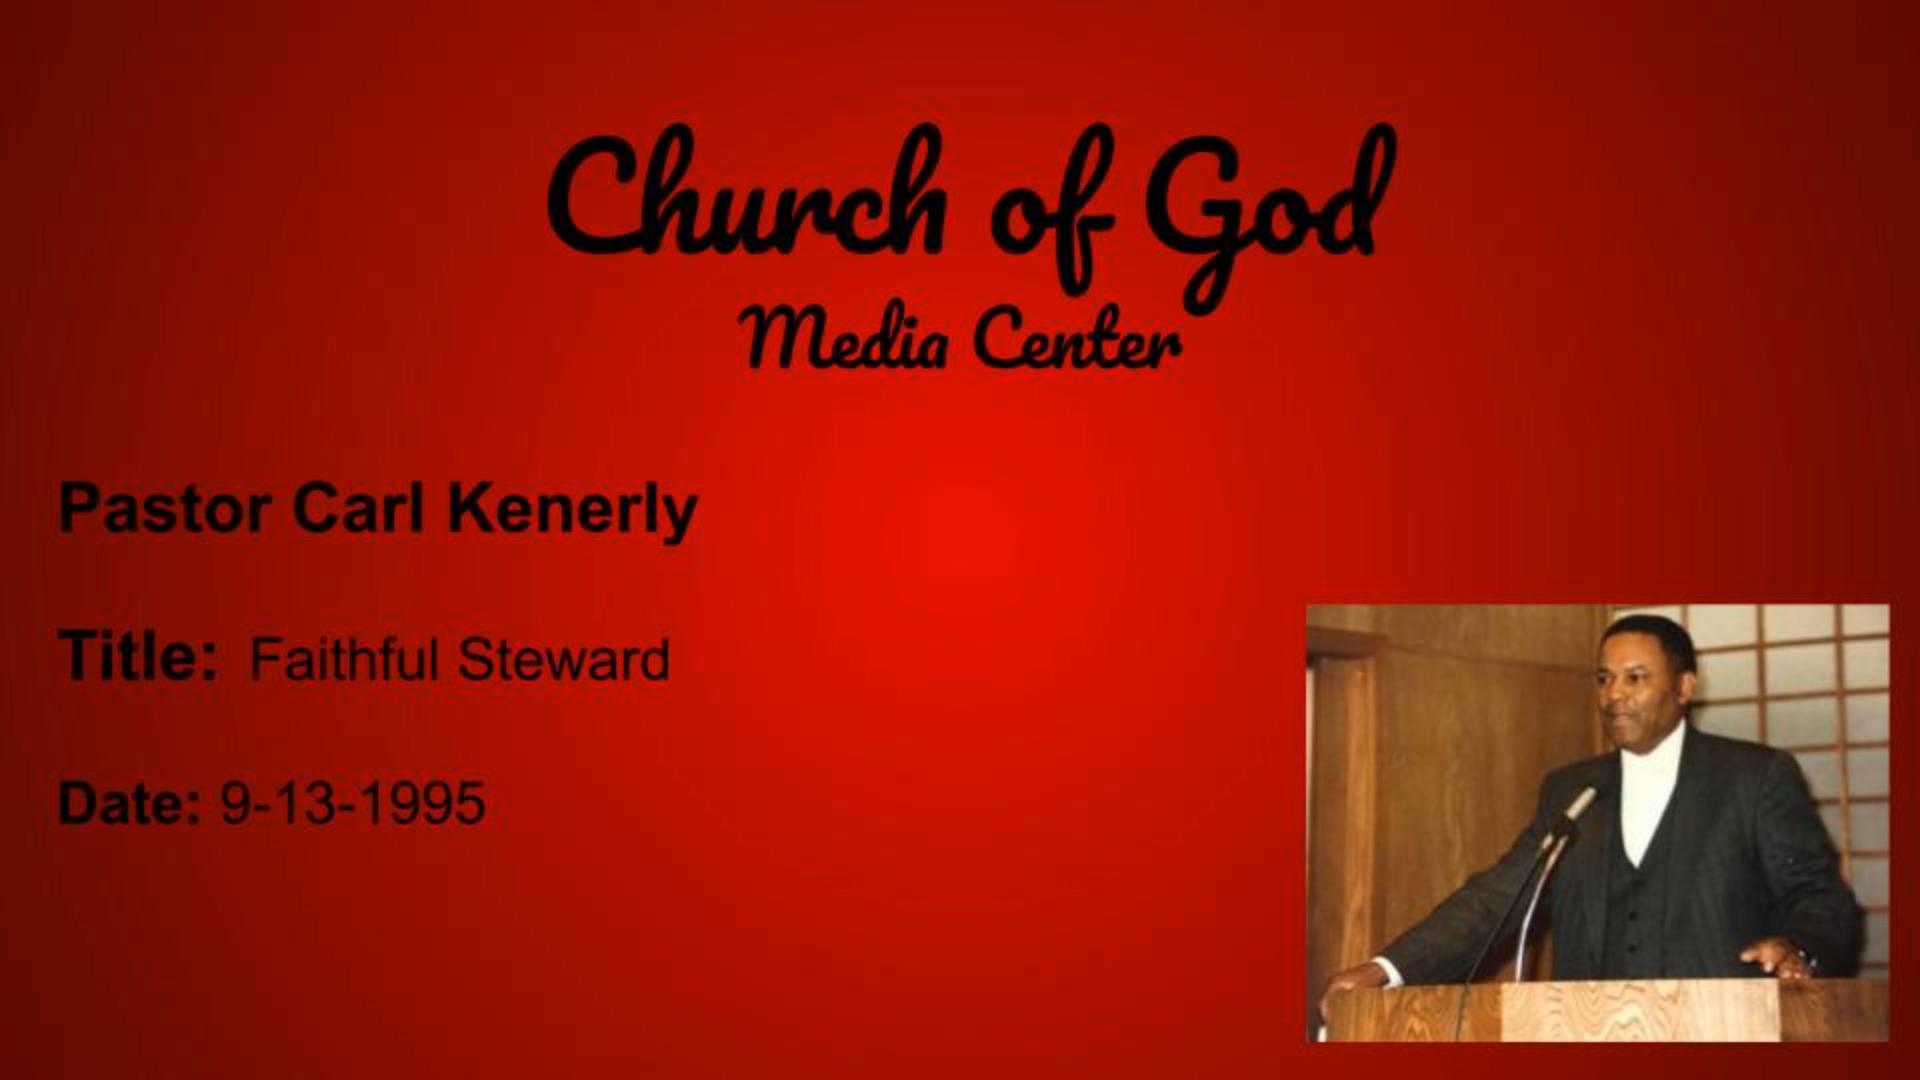 Church of God
Media Center
Pastor Carl Kenerly
Title: Faithful Steward
Date: 9-13-1995